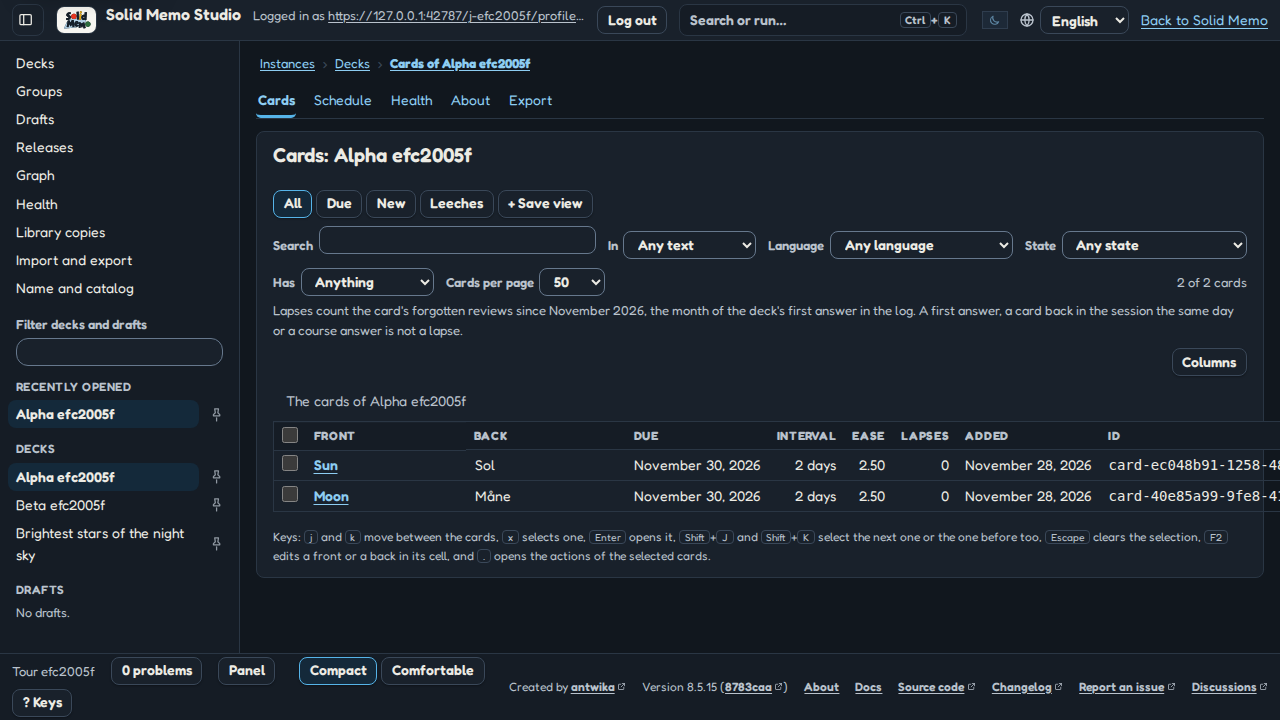 Solid Memo Studio
Logged in as https://127.0.0.1:42787/j-efc2005f/profile...
Log out
Search or run...
Ctrl+K
English
Back to Solid Memo
Decks
Groups
Drafts
Releases
Graph
Health
Library copies
Import and export
Name and catalog
Filter decks and drafts
RECENTLY OPENED
Alpha efc2005f
DECKS
Alpha efc2005f
Beta efc2005f
Brightest stars of the night
sky
DRAFTS
No drafts.
Instances › Decks › Cards of Alpha efc2005f
Cards Schedule Health About Export
Cards: Alpha efc2005f
All Due New Leeches + Save view
Search In Any text Language Any language State Any state
Has Anything Cards per page 50 2 of 2 cards
Lapses count the card's forgotten reviews since November 2026, the month of the deck's first answer in the log. A first answer, a card back in the session the same day
or a course answer is not a lapse.
Columns
The cards of Alpha efc2005f
FRONT BACK DUE INTERVAL EASE LAPSES ADDED ID
Sun Sol November 30, 2026 2 days 2.50 0 November 28, 2026 card-ec048b91-1258-48
Moon Måne November 30, 2026 2 days 2.50 0 November 28, 2026 card-40e85a99-9fe8-41
Keys: j and k move between the cards, x selects one, Enter opens it, Shift+J and Shift+K select the next one or the one before too, Escape clears the selection, F2
edits a front or a back in its cell, and . opens the actions of the selected cards.
Tour efc2005f 0 problems Panel Compact Comfortable
? Keys
Created by antwika Version 8.5.15 (8783caa) About Docs Source code Changelog Report an issue Discussions